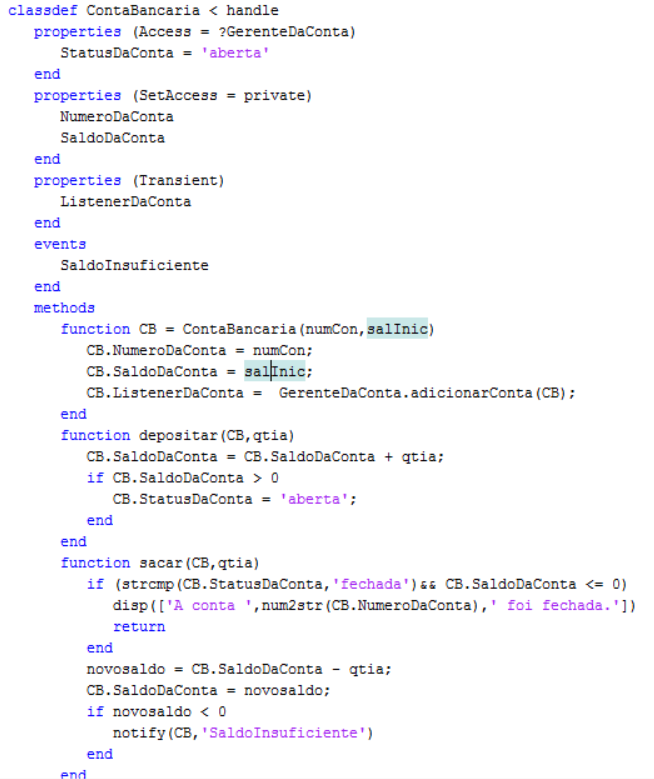 classdef ContaBancaria < handle
properties (Access = ?GerenteDaConta)
StatusDaConta = 'aberta'
end
properties (SetAccess = private)
NumeroDaConta
SaldoDaConta
end
properties (Transient)
ListenerDaConta
end
events
SaldoInsuficiente
end
methods
function CB = ContaBancaria(numCon,salInic)
CB.NumeroDaConta = numCon;
CB.SaldoDaConta = salInic;
CB.ListenerDaConta =  GerenteDaConta.adicionarConta(CB);
end
function depositar(CB,qtia)
CB.SaldoDaConta = CB.SaldoDaConta + qtia;
if CB.SaldoDaConta > 0
CB.StatusDaConta = 'aberta';
end
end
function sacar(CB,qtia)
if (strcmp(CB.StatusDaConta,'fechada')&& CB.SaldoDaConta <= 0)
disp(['A conta ',num2str(CB.NumeroDaConta),' foi fechada.'])
return
end
novosaldo = CB.SaldoDaConta - qtia;
CB.SaldoDaConta = novosaldo;
if novosaldo < 0
notify(CB,'SaldoInsuficiente')
end
end